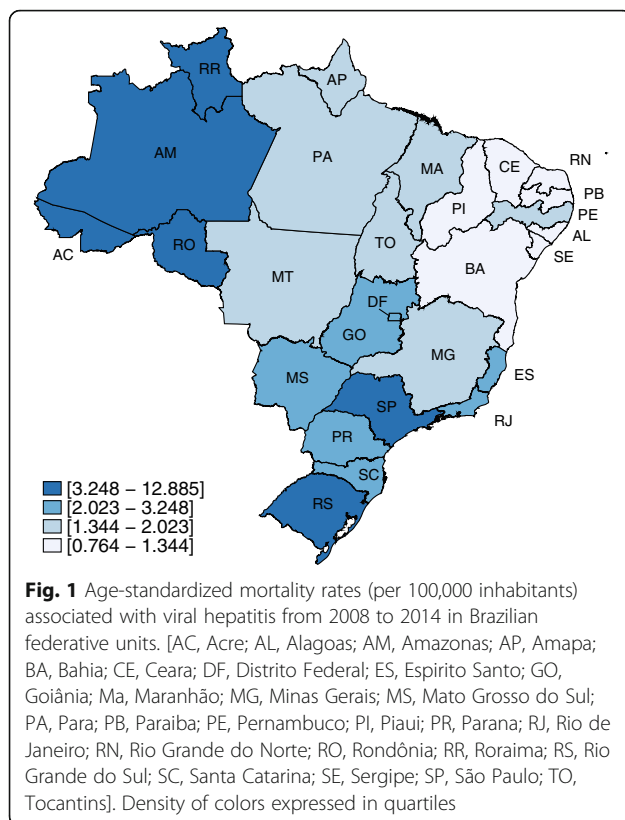 RR
AP
AM
PA
MA
CE
RN
PB
PE
AL
SE
PI
AC
RO
TO
BA
MT
DF
GO
MG
ES
MS
SP
RJ
PR
SC
RS
[3.248 – 12.885]
[2.023 – 3.248]
[1.344 – 2.023]
[0.764 – 1.344]
Fig. 1 Age-standardized mortality rates (per 100,000 inhabitants)
associated with viral hepatitis from 2008 to 2014 in Brazilian
federative units. [AC, Acre; AL, Alagoas; AM, Amazonas; AP, Amapa;
BA, Bahia; CE, Ceara; DF, Distrito Federal; ES, Espirito Santo; GO,
Goiânia; Ma, Maranhão; MG, Minas Gerais; MS, Mato Grosso do Sul;
PA, Para; PB, Paraiba; PE, Pernambuco; PI, Piaui; PR, Parana; RJ, Rio de
Janeiro; RN, Rio Grande do Norte; RO, Rondônia; RR, Roraima; RS, Rio
Grande do Sul; SC, Santa Catarina; SE, Sergipe; SP, São Paulo; TO,
Tocantins]. Density of colors expressed in quartiles